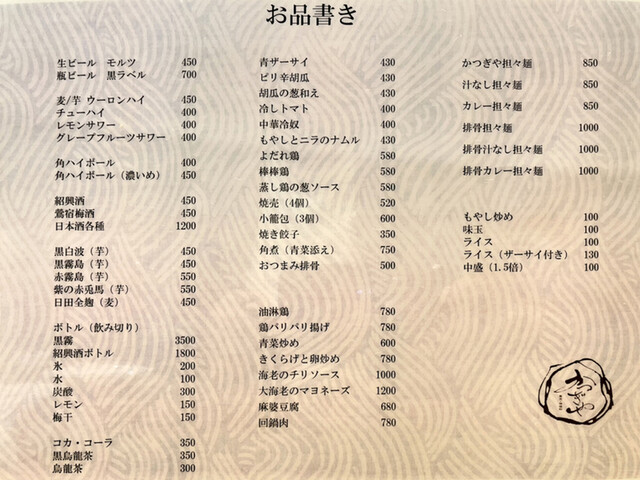 お品書き
生ビール　モルツ　450
瓶ビール　黒ラベル　700
麦/芋 ウーロンハイ　450
チューハイ　400
レモンサワー　400
グレープフルーツサワー　400
角ハイボール　400
角ハイボール（濃いめ）　450
紹興酒　450
鶯宿梅酒　450
日本酒各種　1200
黒白波（芋）　450
黒霧島（芋）　450
赤霧島（芋）　550
紫の赤兎馬（芋）　550
日田全麹（麦）　450
ボトル（飲み切り）
黒霧　3500
紹興酒ボトル　1800
氷　200
水　100
炭酸　300
レモン　150
梅干　150
コカ・コーラ　350
黒烏龍茶　350
烏龍茶　300
青ザーサイ　430
ピリ辛胡瓜　430
胡瓜の葱和え　430
冷しトマト　400
中華冷奴　400
もやしとニラのナムル　430
よだれ鶏　580
棒棒鶏　580
蒸し鶏の葱ソース　580
焼売（4個）　520
小籠包（3個）　600
焼き餃子　350
角煮（青菜添え）　750
おつまみ排骨　500
油淋鶏　780
鶏パリパリ揚げ　780
青菜炒め　600
きくらげと卵炒め　780
海老のチリソース　1000
大海老のマヨネーズ　1200
麻婆豆腐　680
回鍋肉　780
かつぎや担々麺　850
汁なし担々麺　850
カレー担々麺　850
排骨担々麺　1000
排骨汁なし担々麺　1000
排骨カレー担々麺　1000
もやし炒め　100
味玉　100
ライス　100
ライス（ザーサイ付き）　130
中盛（1.5倍）　100
かつぎや